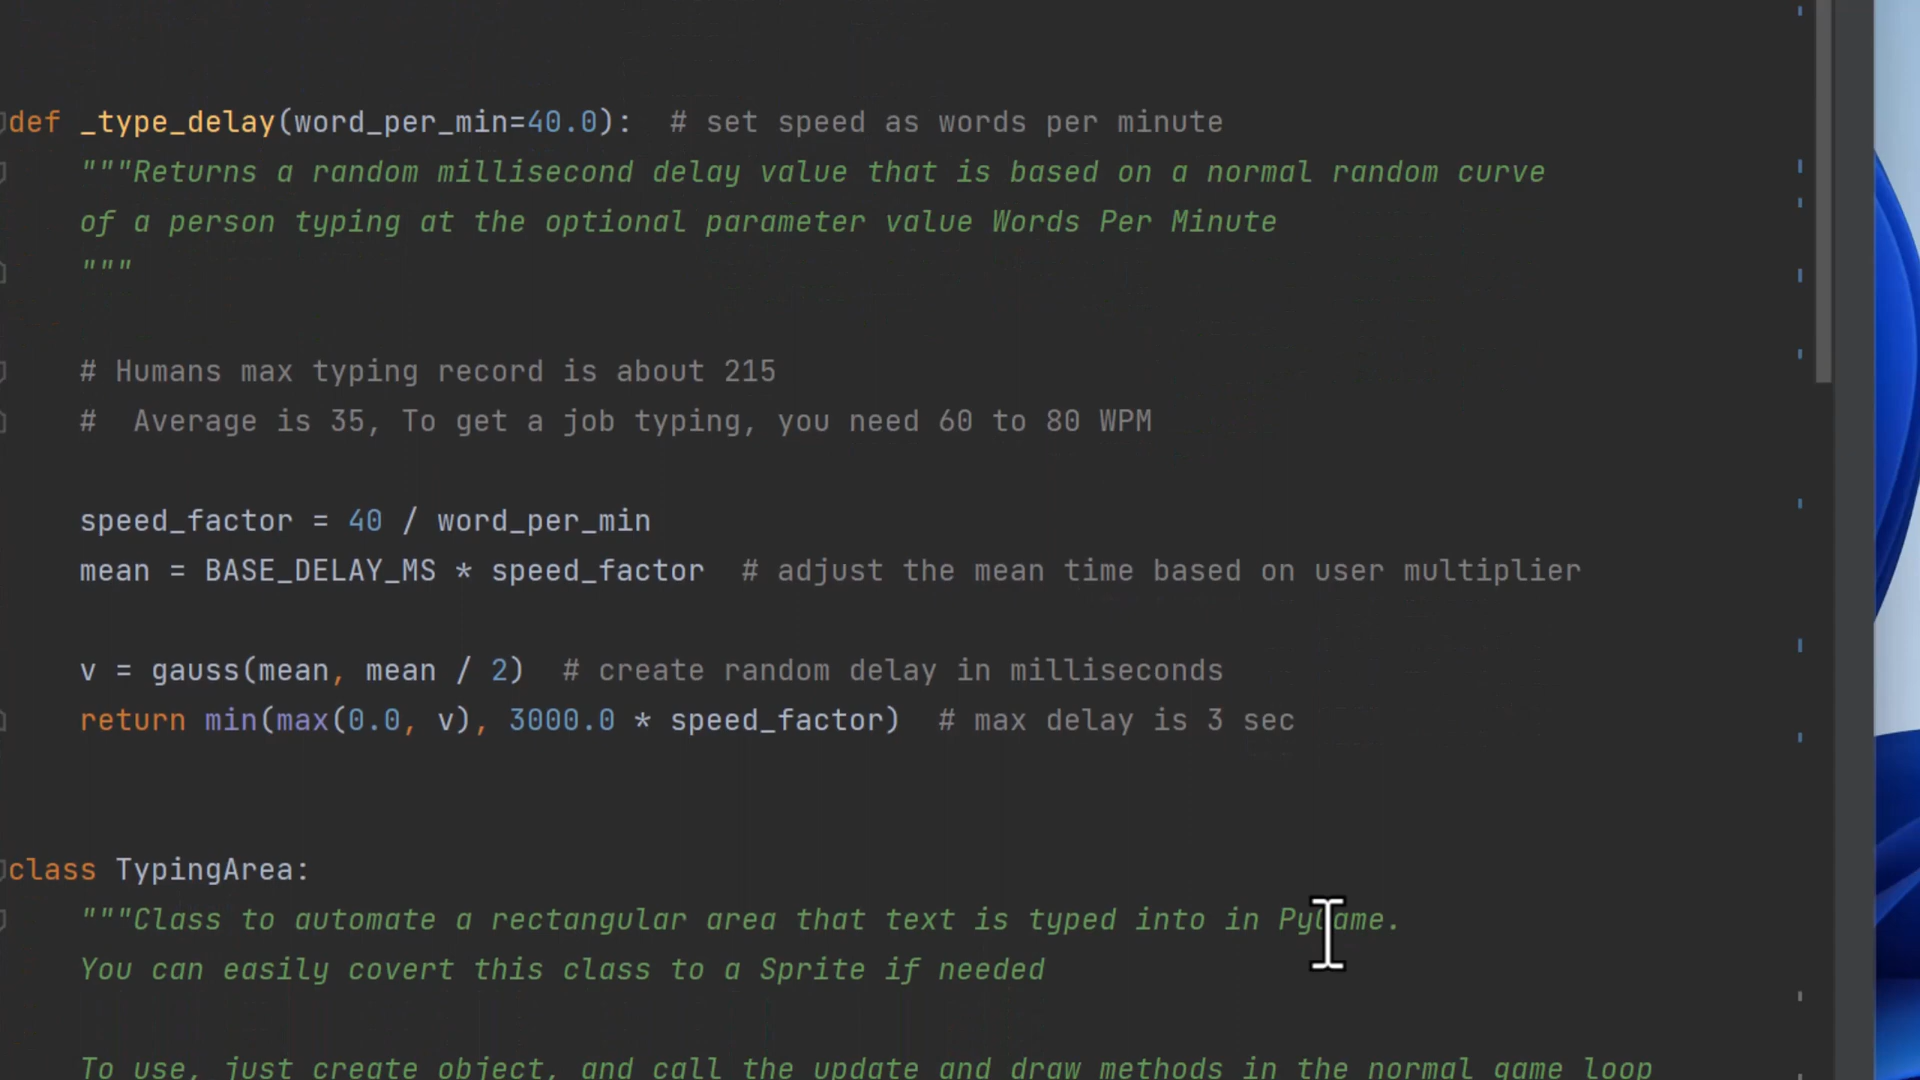 def _type_delay(word_per_min=40.0):  # set speed as words per minute
"""Returns a random millisecond delay value that is based on a normal random curve
of a person typing at the optional parameter value Words Per Minute
"""
# Humans max typing record is about 215
#  Average is 35, To get a job typing, you need 60 to 80 WPM
speed_factor = 40 / word_per_min
mean = BASE_DELAY_MS * speed_factor  # adjust the mean time based on user multiplier
v = gauss(mean, mean / 2)  # create random delay in milliseconds
return min(max(0.0, v), 3000.0 * speed_factor)  # max delay is 3 sec
class TypingArea:
"""Class to automate a rectangular area that text is typed into in PyGame.
You can easily covert this class to a Sprite if needed
To use, just create object, and call the update and draw methods in the normal game loop